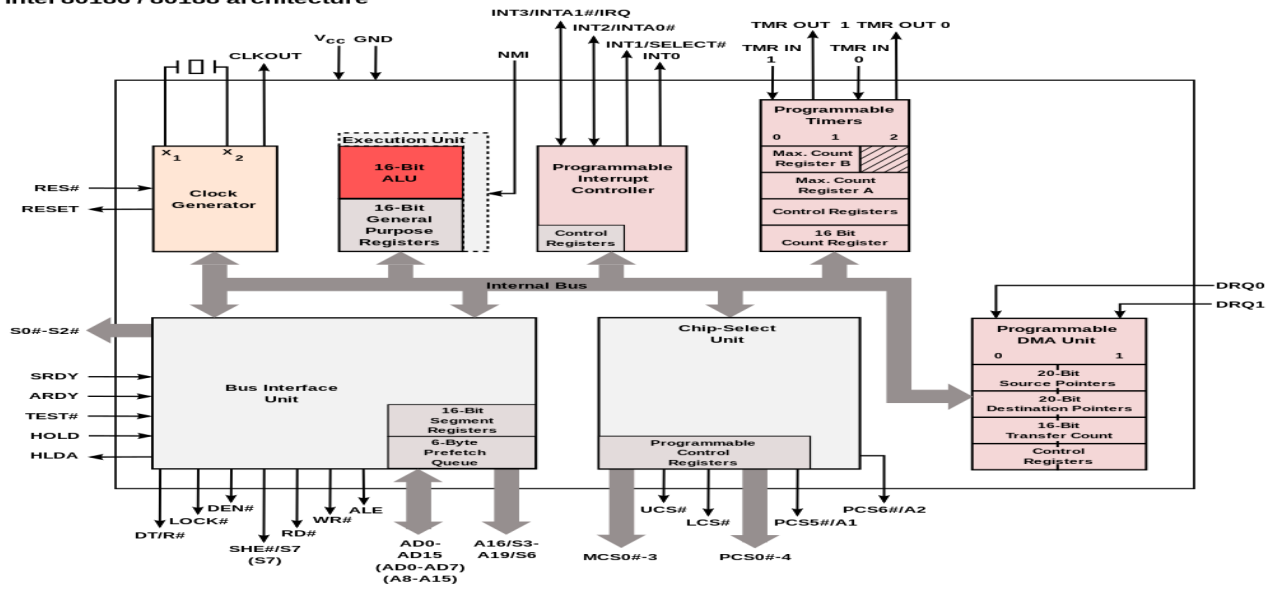 Intel 80186 / 80188 architecture
INT3/INTA1#/IRQ
INT2/INTA0#
INT1/SELECT#
INT0
NMI
VCC GND
CLKOUT
TMR OUT 1 TMR OUT 0
TMR IN
1
TMR IN
0
X1
X2
Clock
Generator
RES#
RESET
Execution Unit
16-Bit
ALU
16-Bit
General
Purpose
Registers
Programmable
Interrupt
Controller
Control
Registers
Programmable
Timers
0 1 2
Max. Count
Register B
Max. Count
Register A
Control Registers
16 Bit
Count Register
Internal Bus
DRQ0
DRQ1
S0#-S2#
SRDY
ARDY
TEST#
HOLD
HLDA
Bus Interface
Unit
16-Bit
Segment
Registers
6-Byte
Prefetch
Queue
Chip-Select
Unit
Programmable
Control
Registers
Programmable
DMA Unit
0 1
20-Bit
Source Pointers
20-Bit
Destination Pointers
16-Bit
Transfer Count
Control
Registers
DT/R#
LOCK#
DEN#
SHE#/S7
(S7)
RD#
WR#
ALE
AD0-
AD15
(AD0-AD7)
(A8-A15)
A16/S3-
A19/S6
MCS0#-3
UCS#
LCS#
PCS0#-4
PCS5#/A1
PCS6#/A2